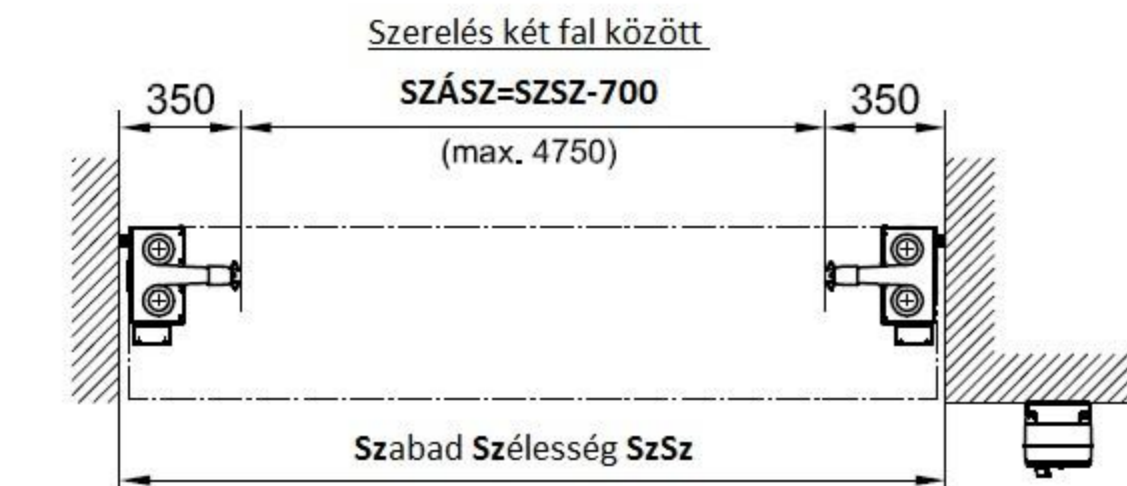 Szerelés két fal között
350 SZÁSZ=SZSZ-700 350
(max. 4750)
Szabad Szélesség SzSz